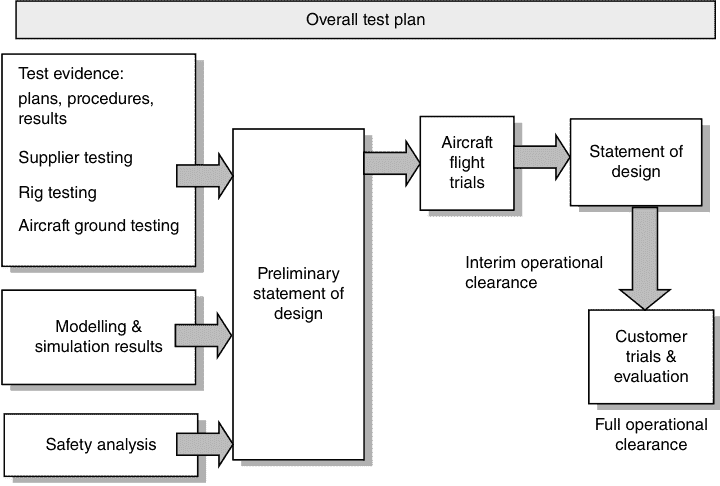 Overall test plan
Test evidence:
plans, procedures,
results
Supplier testing
Rig testing
Aircraft ground testing
Modelling &
simulation results
Safety analysis
Preliminary
statement of
design
Aircraft
flight
trials
Statement of
design
Interim operational
clearance
Customer
trials &
evaluation
Full operational
clearance